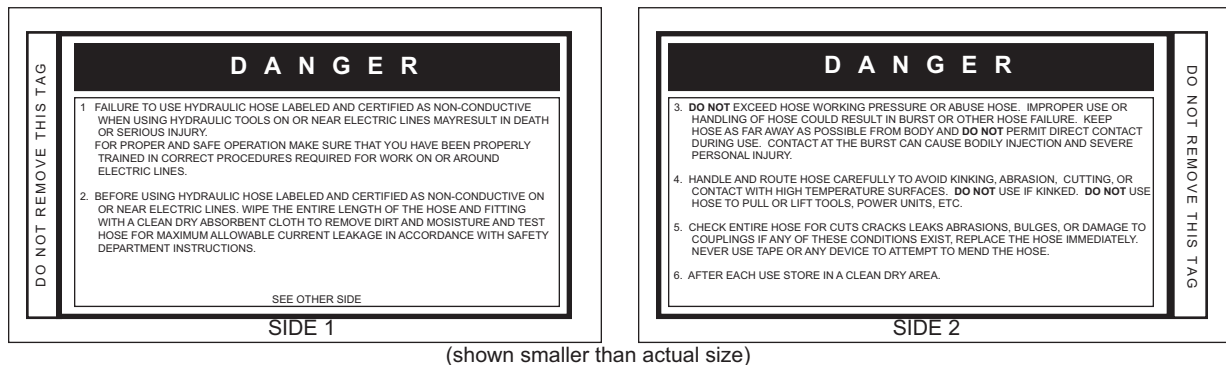 DO NOT REMOVE THIS TAG
D A N G E R
1 FAILURE TO USE HYDRAULIC HOSE LABELED AND CERTIFIED AS NON-CONDUCTIVE
WHEN USING HYDRAULIC TOOLS ON OR NEAR ELECTRIC LINES MAYRESULT IN DEATH
OR SERIOUS INJURY.
FOR PROPER AND SAFE OPERATION MAKE SURE THAT YOU HAVE BEEN PROPERLY
TRAINED IN CORRECT PROCEDURES REQUIRED FOR WORK ON OR AROUND
ELECTRIC LINES.
2. BEFORE USING HYDRAULIC HOSE LABELED AND CERTIFIED AS NON-CONDUCTIVE ON
OR NEAR ELECTRIC LINES. WIPE THE ENTIRE LENGTH OF THE HOSE AND FITTING
WITH A CLEAN DRY ABSORBENT CLOTH TO REMOVE DIRT AND MOSISTURE AND TEST
HOSE FOR MAXIMUM ALLOWABLE CURRENT LEAKAGE IN ACCORDANCE WITH SAFETY
DEPARTMENT INSTRUCTIONS.
SEE OTHER SIDE
SIDE 1
D A N G E R
3. DO NOT EXCEED HOSE WORKING PRESSURE OR ABUSE HOSE. IMPROPER USE OR
HANDLING OF HOSE COULD RESULT IN BURST OR OTHER HOSE FAILURE. KEEP
HOSE AS FAR AWAY AS POSSIBLE FROM BODY AND DO NOT PERMIT DIRECT CONTACT
DURING USE. CONTACT AT THE BURST CAN CAUSE BODILY INJECTION AND SEVERE
PERSONAL INJURY.
4. HANDLE AND ROUTE HOSE CAREFULLY TO AVOID KINKING, ABRASION, CUTTING, OR
CONTACT WITH HIGH TEMPERATURE SURFACES. DO NOT USE IF KINKED. DO NOT USE
HOSE TO PULL OR LIFT TOOLS, POWER UNITS, ETC.
5. CHECK ENTIRE HOSE FOR CUTS CRACKS LEAKS ABRASIONS, BULGES, OR DAMAGE TO
COUPLINGS IF ANY OF THESE CONDITIONS EXIST, REPLACE THE HOSE IMMEDIATELY.
NEVER USE TAPE OR ANY DEVICE TO ATTEMPT TO MEND THE HOSE.
6. AFTER EACH USE STORE IN A CLEAN DRY AREA.
DO NOT REMOVE THIS TAG
SIDE 2
(shown smaller than actual size)